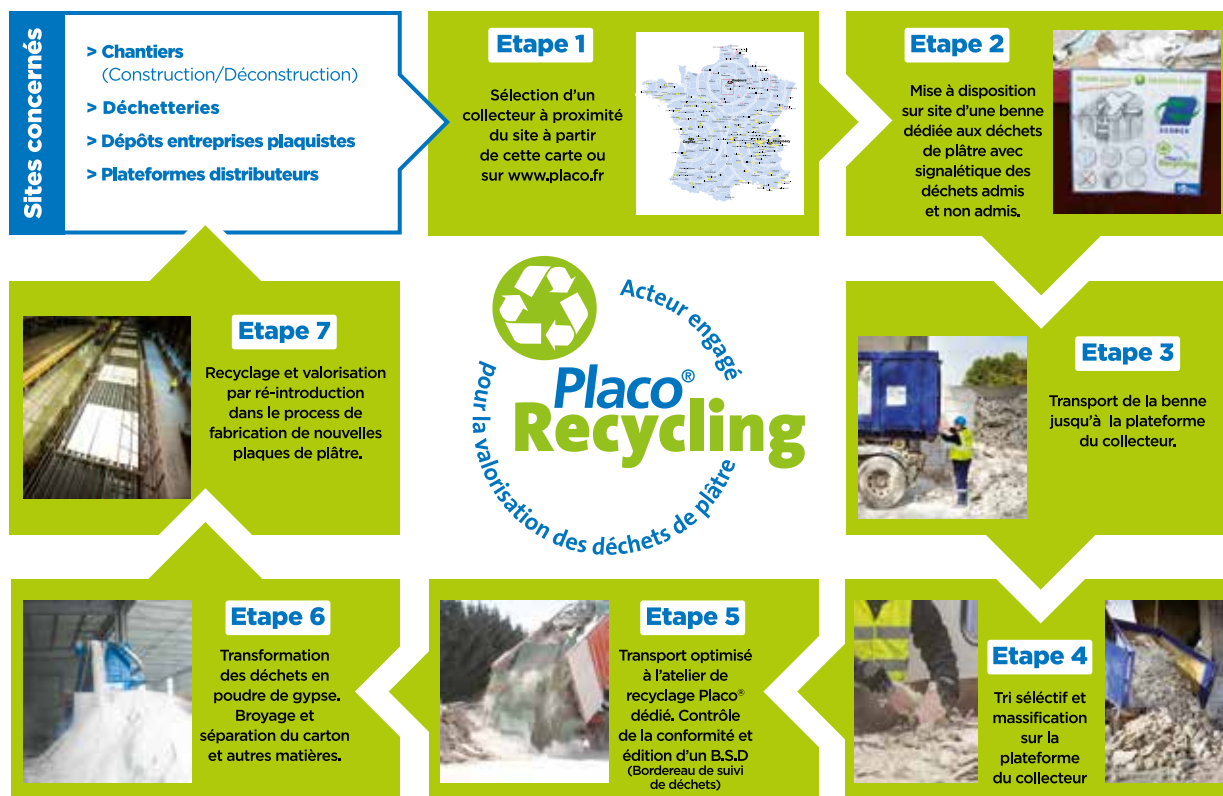 Sites concernés
> Chantiers
(Construction/Déconstruction)
> Déchetteries
> Dépôts entreprises plaquistes
> Plateformes distributeurs
Etape 1
Sélection d'un
collecteur à proximité
du site à partir
de cette carte ou
sur www.placo.fr
Etape 2
Mise à disposition
sur site d'une benne
dédiée aux déchets
de plâtre avec
signalétique des
déchets admis
et non admis.
Recycling
Etape 3
Transport de la benne
jusqu'à la plateforme
du collecteur.
Etape 4
Tri séléctif et
massification
sur la
plateforme
du collecteur
Etape 5
Transport optimisé
à l'atelier de
recyclage Placo®
dédié. Contrôle
de la conformité et
édition d'un B.S.D
(Bordereau de suivi
de déchets)
Etape 6
Transformation
des déchets en
poudre de gypse.
Broyage et
séparation du carton
et autres matières.
Etape 7
Recyclage et valorisation
par ré-introduction
dans le process de
fabrication de nouvelles
plaques de plâtre.
Placo®
Recycling
Acteur engagé
pour la valorisation des déchets de plâtre